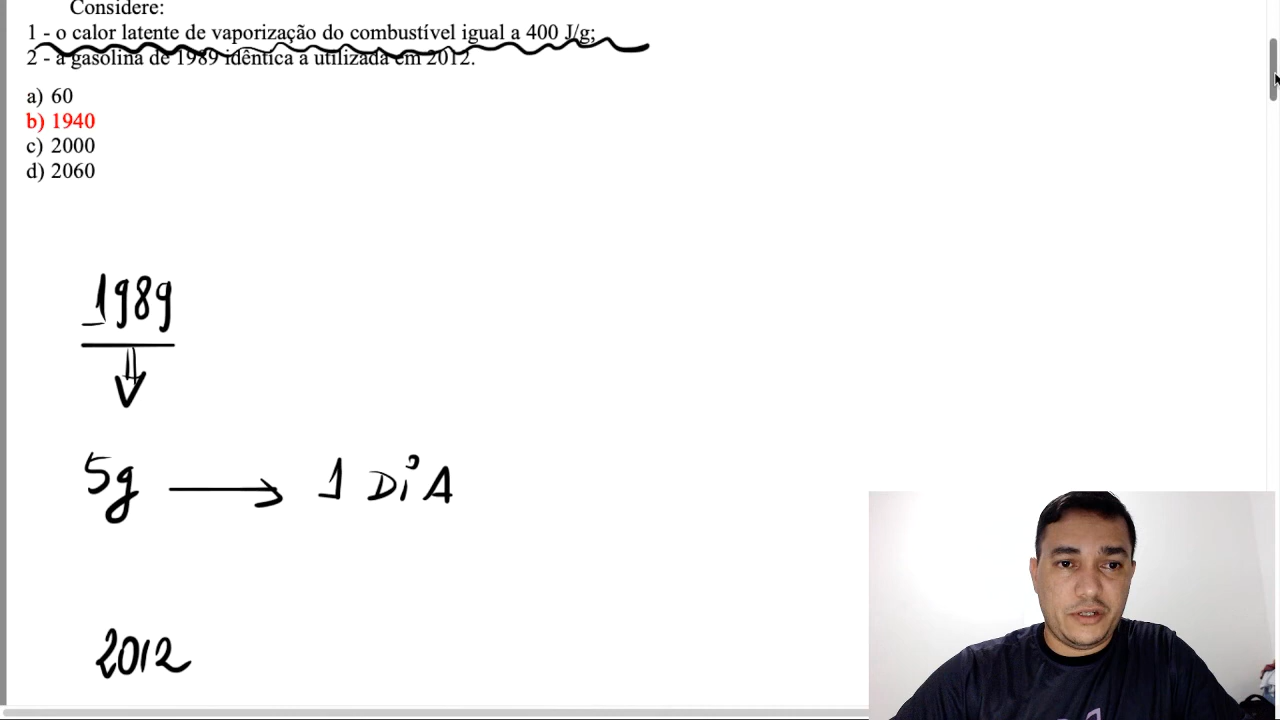 Considere:
1 - o calor latente de vaporização do combustível igual a 400 J/g;
2 - a gasolina de 1989 idêntica a utilizada em 2012.
a) 60
b) 1940
c) 2000
d) 2060
1989
5g → 1 DiA
2012